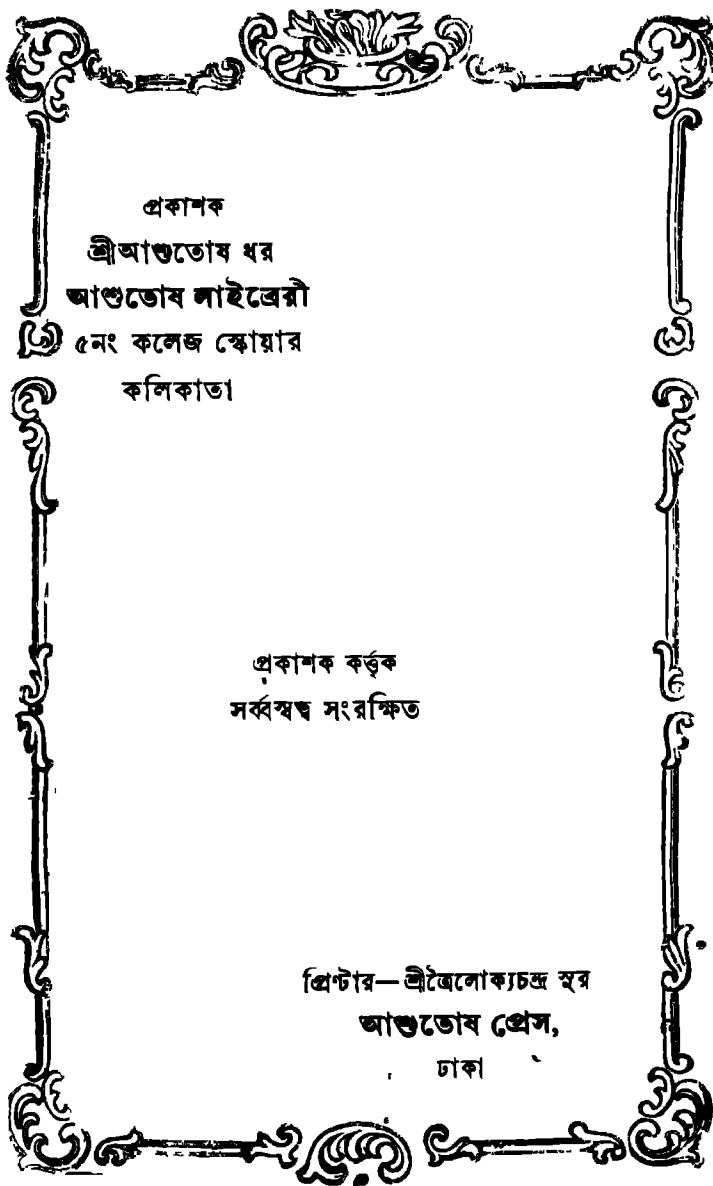 প্রকাশক
শ্রীআশুতোষ ধর
আশুতোষ লাইব্রেরী
৫নং কলেজ স্কোয়ার
কলিকাতা
প্রকাশক কর্ত্তৃক
সর্ব্বস্বত্ব সংরক্ষিত
প্রিণ্টার—শ্রীত্রৈলোক্যচন্দ্র সুর
আশুতোষ প্রেস,
ঢাকা